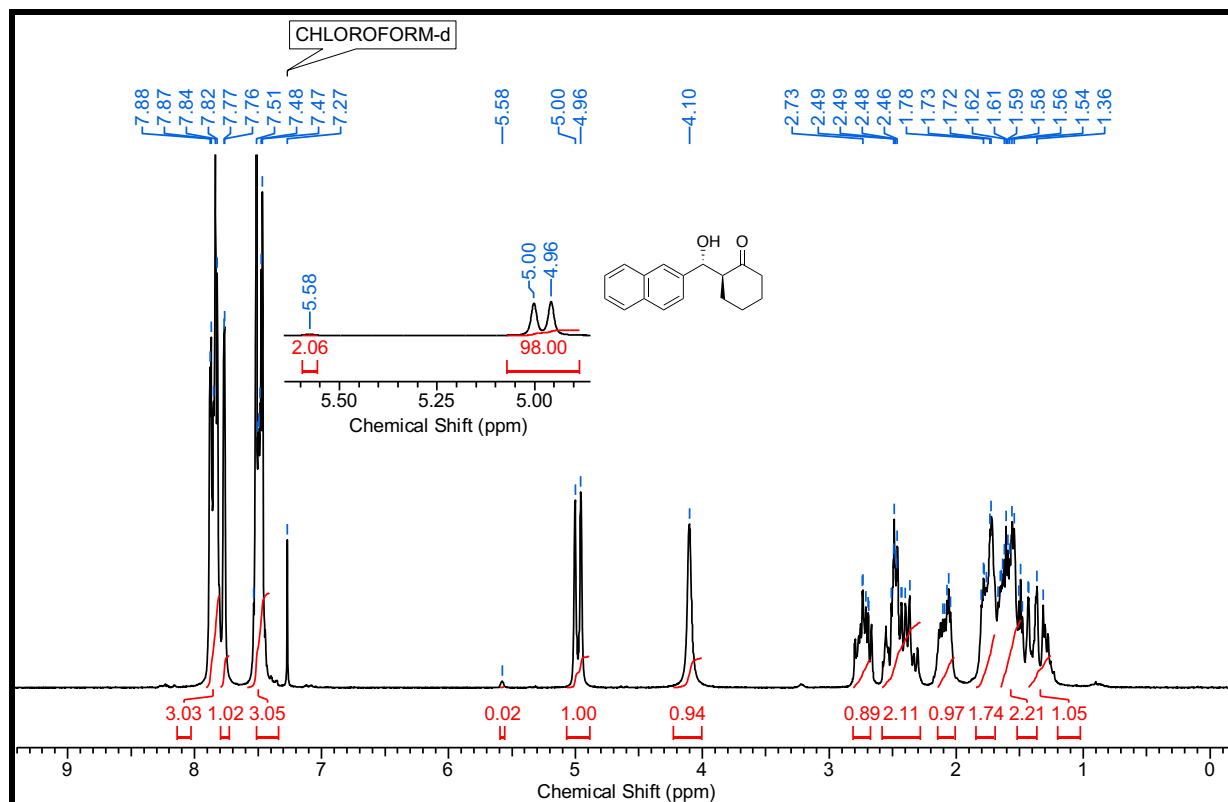 CHLOROFORM-d
7.88 7.87 7.84 7.82 7.77 7.76 7.51 7.48 7.47 7.27 5.58 5.00 4.96 4.10 2.73 2.49 2.49 2.48 2.46 1.78 1.73 1.72 1.62 1.61 1.59 1.58 1.56 1.54 1.36
5.58 5.00 4.96
OH O
2.06 98.00
5.50 5.25 5.00
Chemical Shift (ppm)
3.03 1.02 3.05 0.02 1.00 0.94 0.89 2.11 0.97 1.74 2.21 1.05
9 8 7 6 5 4 3 2 1 0
Chemical Shift (ppm)